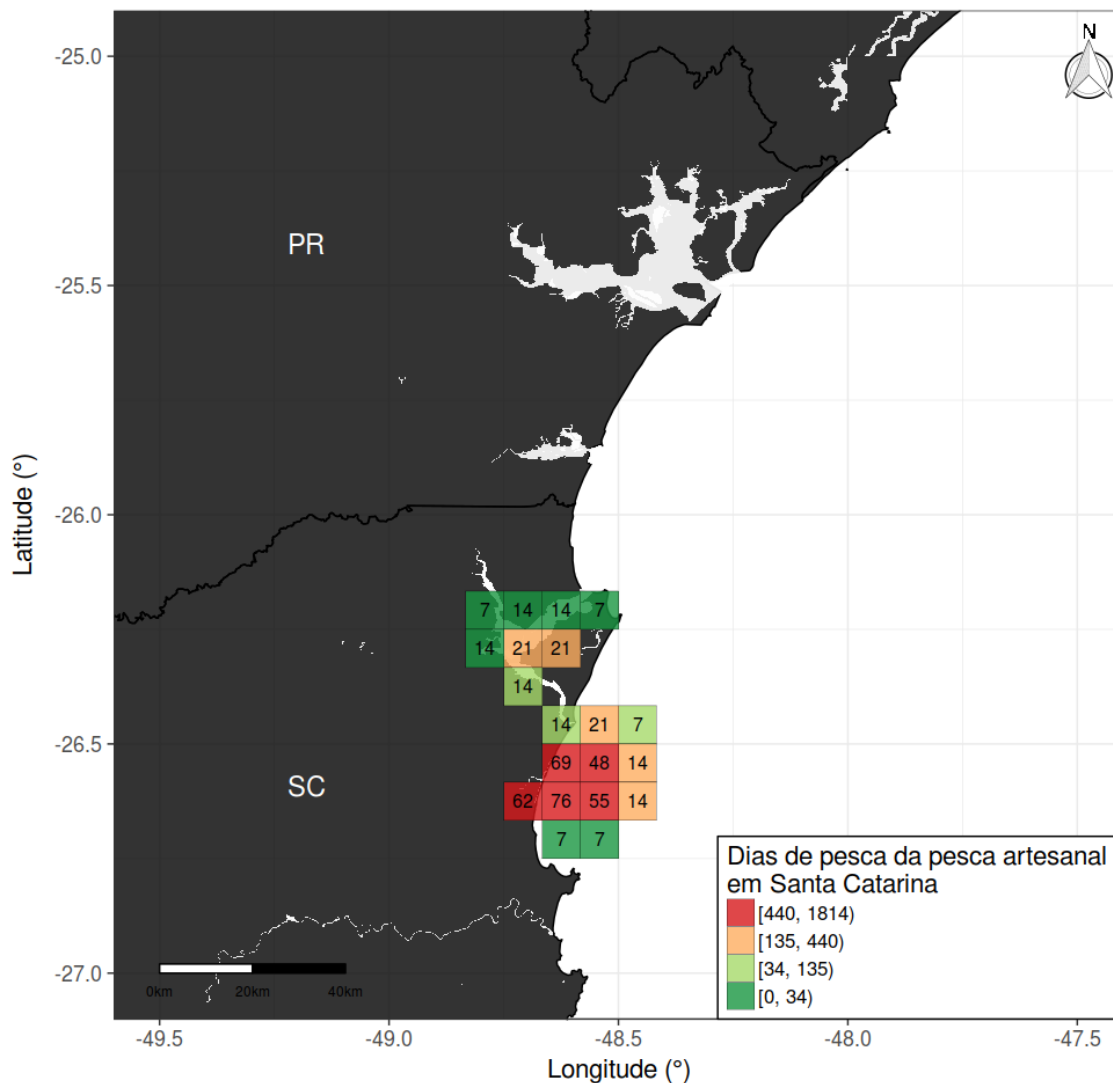 N
-25.0
PR
-25.5
Latitude (°)
-26.0
7 14 14 7
14 21 21
14
14 21 7
-26.5
69 48 14
SC
62 76 55 14
7 7
Dias de pesca da pesca artesanal
em Santa Catarina
[440, 1814)
[135, 440)
[34, 135)
[0, 34)
-27.0
0km 20km 40km
-49.5 -49.0 -48.5 -48.0 -47.5
Longitude (°)